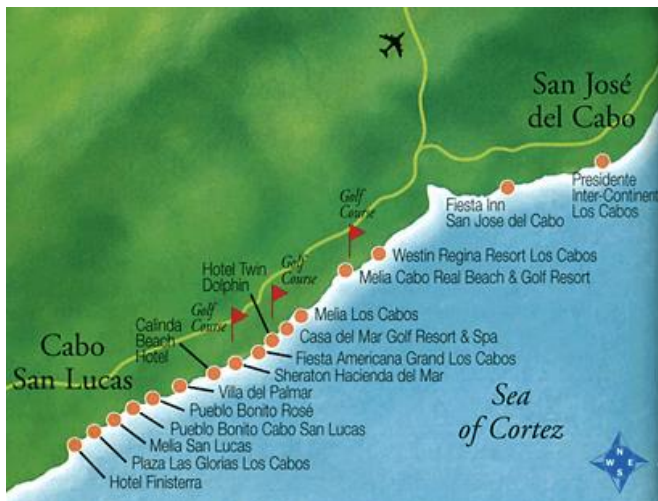 San José
del Cabo
Presidente
Inter-Continent
Los Cabos
Fiesta Inn
San Jose del Cabo
Golf
Course
Westin Regina Resort Los Cabos
Melia Cabo Real Beach & Golf Resort
Hotel Twin
Dolphin
Golf
Course
Golf
Course
Melia Los Cabos
Calinda
Beach
Hotel
Casa del Mar Golf Resort & Spa
Fiesta Americana Grand Los Cabos
Cabo
San Lucas
Sheraton Hacienda del Mar
Villa del Palmar
Sea
of Cortez
Pueblo Bonito Rosé
Pueblo Bonito Cabo San Lucas
Melia San Lucas
Plaza Las Glorias Los Cabos
Hotel Finisterra
N
W E
S